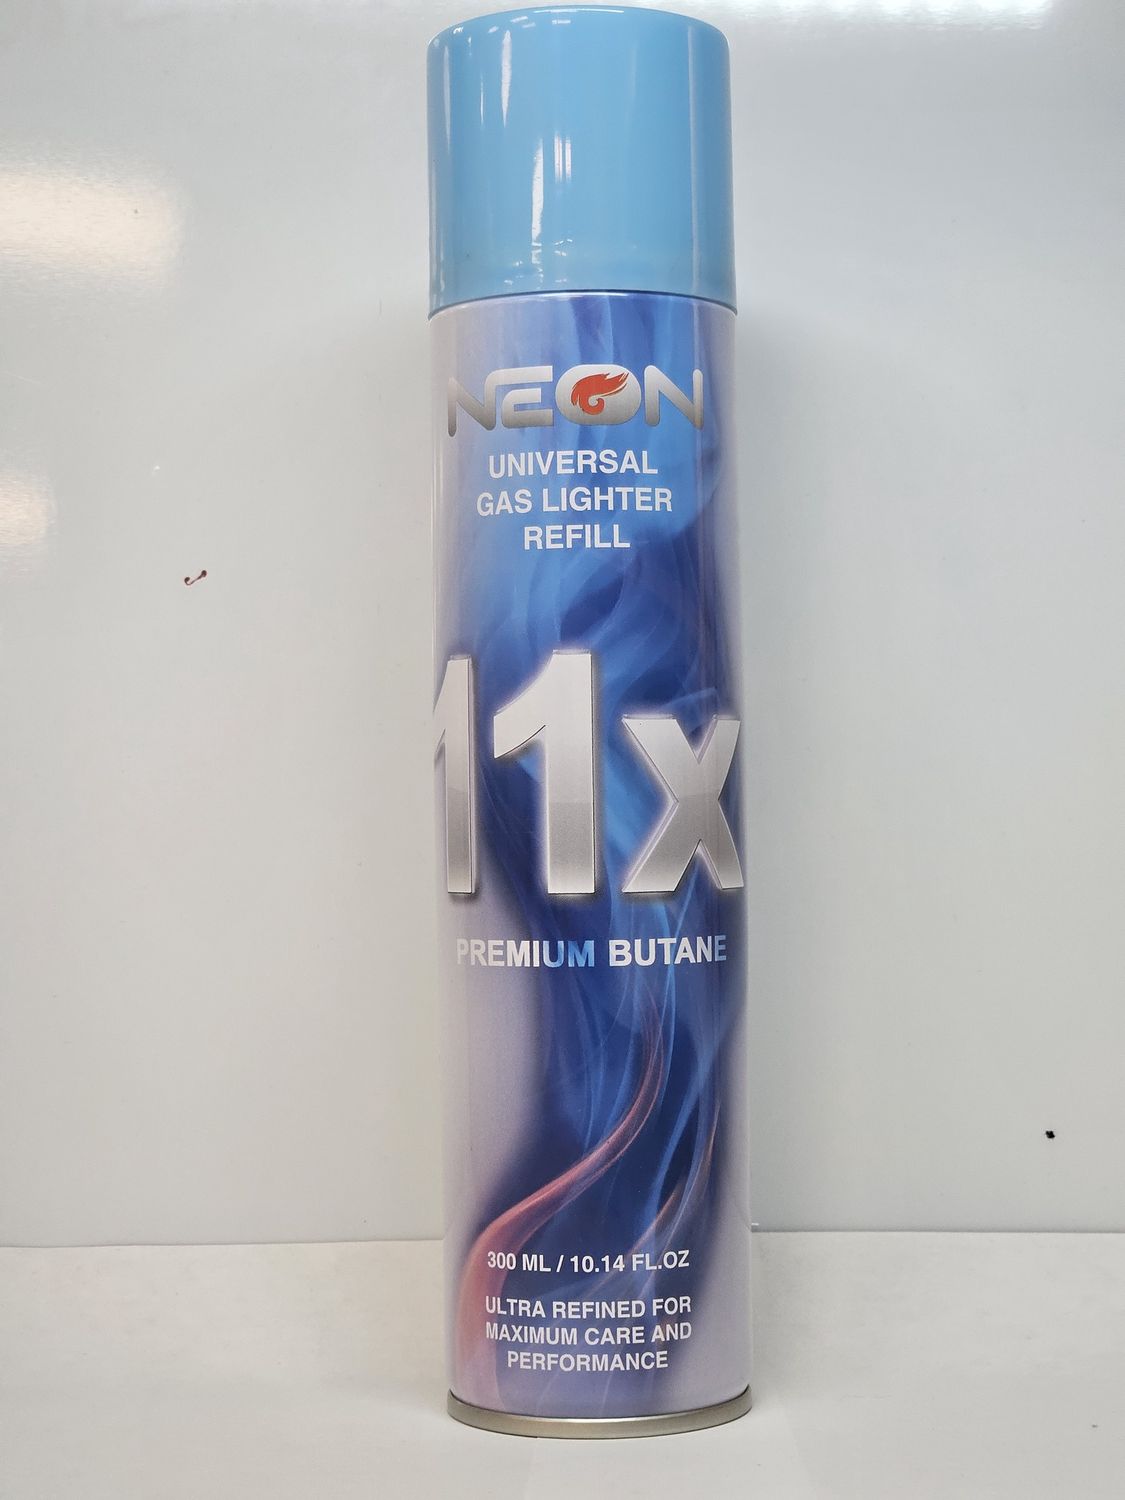 NEON
UNIVERSAL
GAS LIGHTER
REFILL
11x
PREMIUM BUTANE
300 ML / 10.14 FL.OZ
ULTRA REFINED FOR
MAXIMUM CARE AND
PERFORMANCE